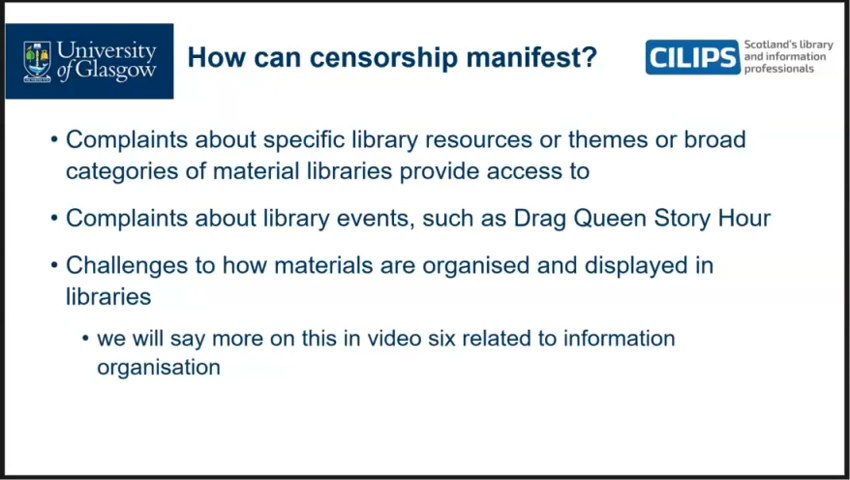 University
of Glasgow
How can censorship manifest?
CILIPS
Scotland's library
and information
professionals
• Complaints about specific library resources or themes or broad
categories of material libraries provide access to
• Complaints about library events, such as Drag Queen Story Hour
• Challenges to how materials are organised and displayed in
libraries
• we will say more on this in video six related to information
organisation